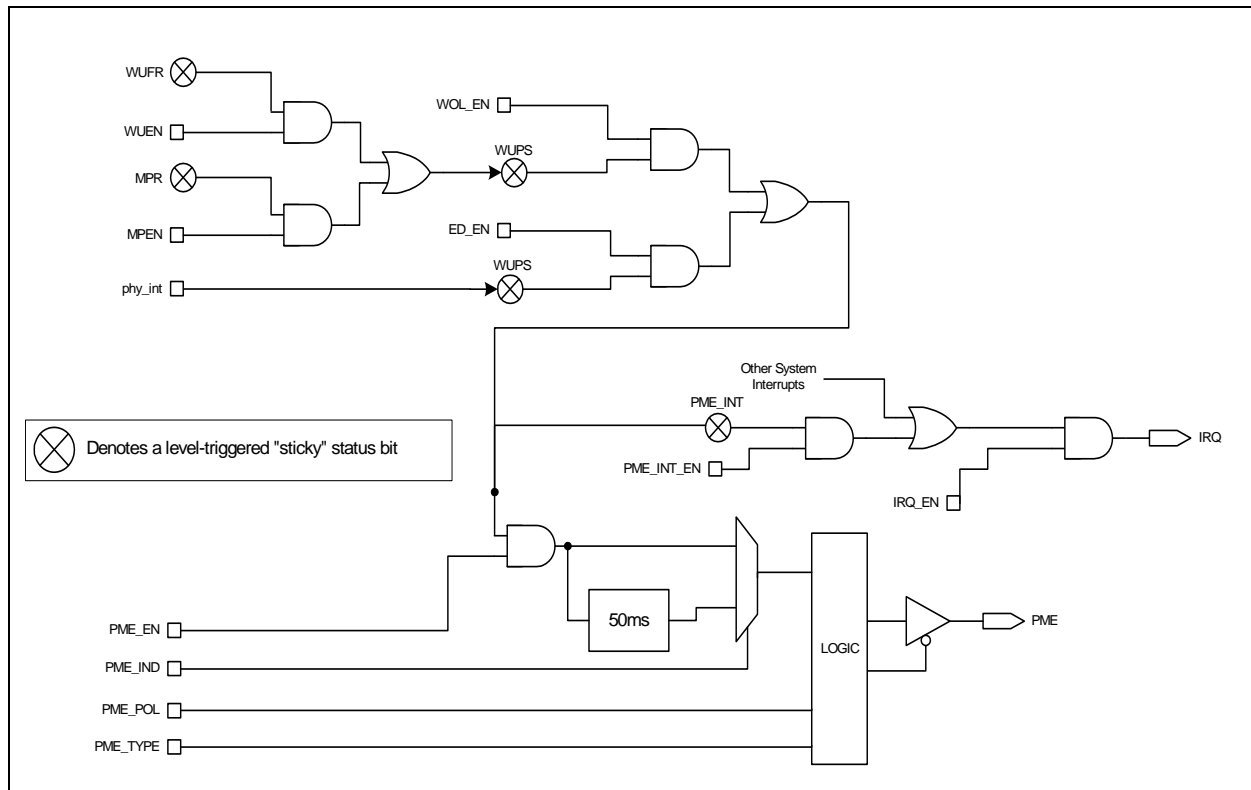 WUFR
WUEN
MPR
MPEN
phy_int
WOL_EN
WUPS
ED_EN
WUPS
Other System
Interrupts
PME_INT
PME_INT_EN
IRQ_EN
IRQ
Denotes a level-triggered "sticky" status bit
50ms
LOGIC
PME
PME_EN
PME_IND
PME_POL
PME_TYPE